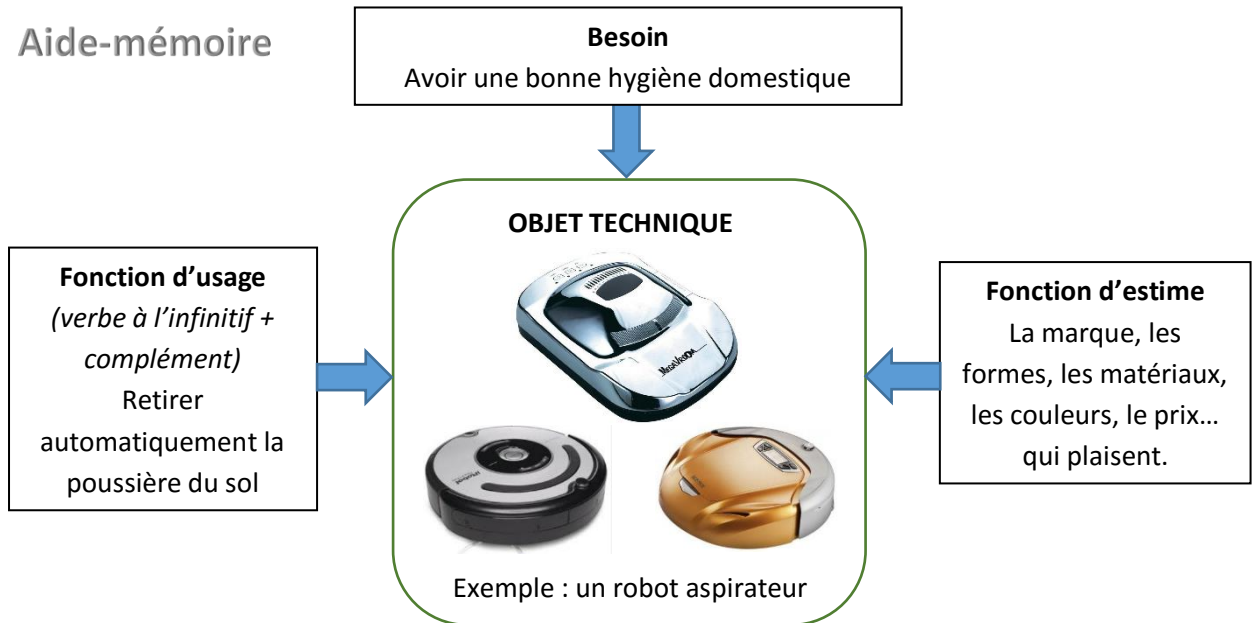 Aide-mémoire
Besoin
Avoir une bonne hygiène domestique
OBJET TECHNIQUE
Fonction d’usage
(verbe à l’infinitif +
complément)
Retirer
automatiquement la
poussière du sol
Fonction d’estime
La marque, les
formes, les matériaux,
les couleurs, le prix…
qui plaisent.
iRobot
Exemple : un robot aspirateur